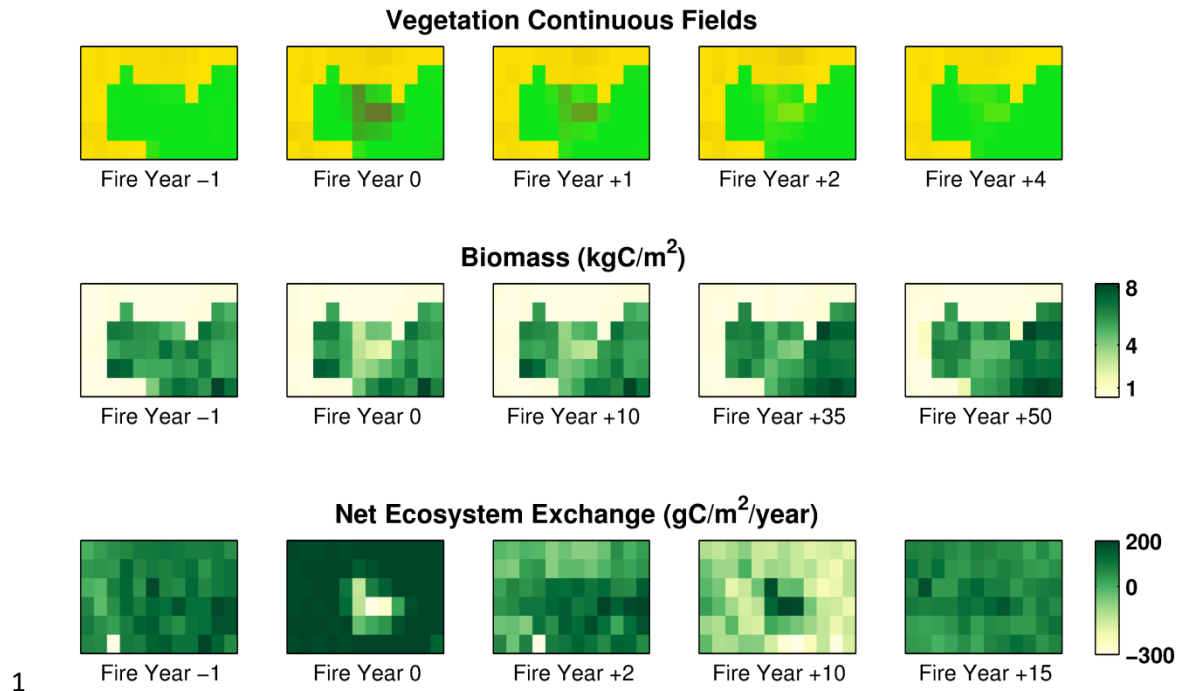 Vegetation Continuous Fields
Fire Year −1 Fire Year 0 Fire Year +1 Fire Year +2 Fire Year +4
Biomass (kgC/m²)
8
4
1
Fire Year −1 Fire Year 0 Fire Year +10 Fire Year +35 Fire Year +50
Net Ecosystem Exchange (gC/m²/year)
200
0
−300
Fire Year −1 Fire Year 0 Fire Year +2 Fire Year +10 Fire Year +15
1